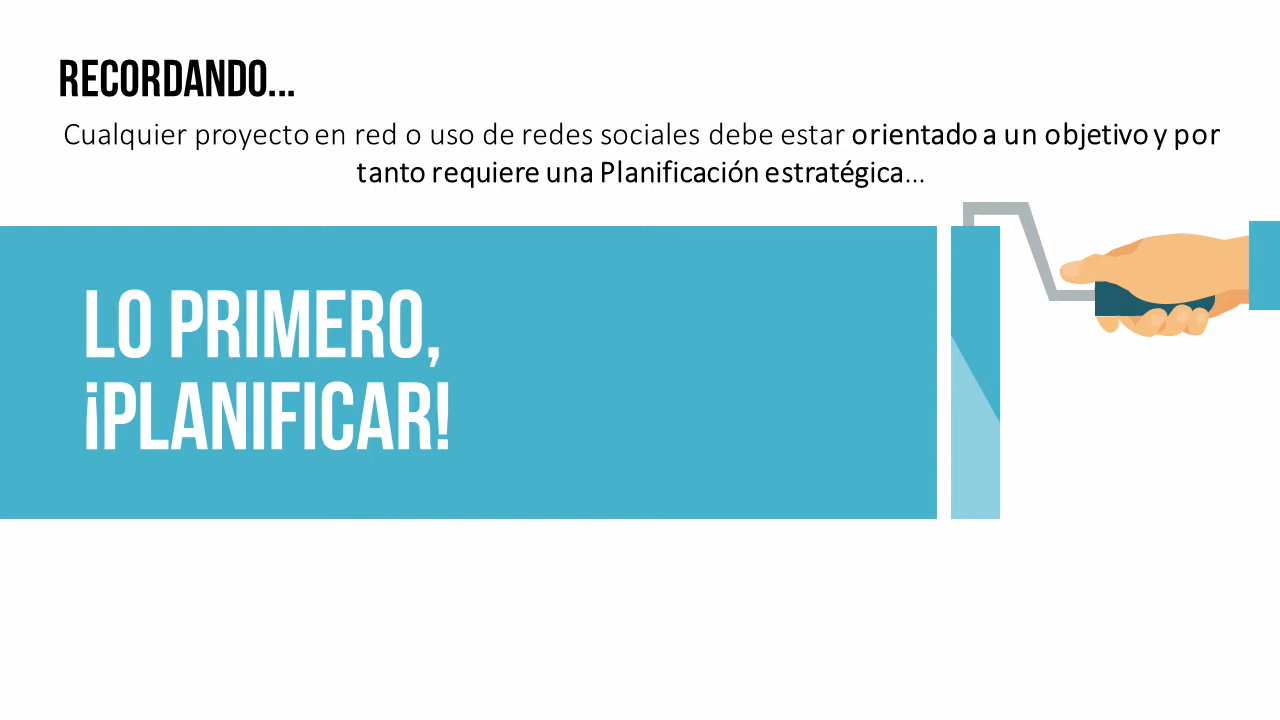 RECORDANDO...
Cualquier proyecto en red o uso de redes sociales debe estar orientado a un objetivo y por
tanto requiere una Planificación estratégica...
LO PRIMERO,
¡PLANIFICAR!